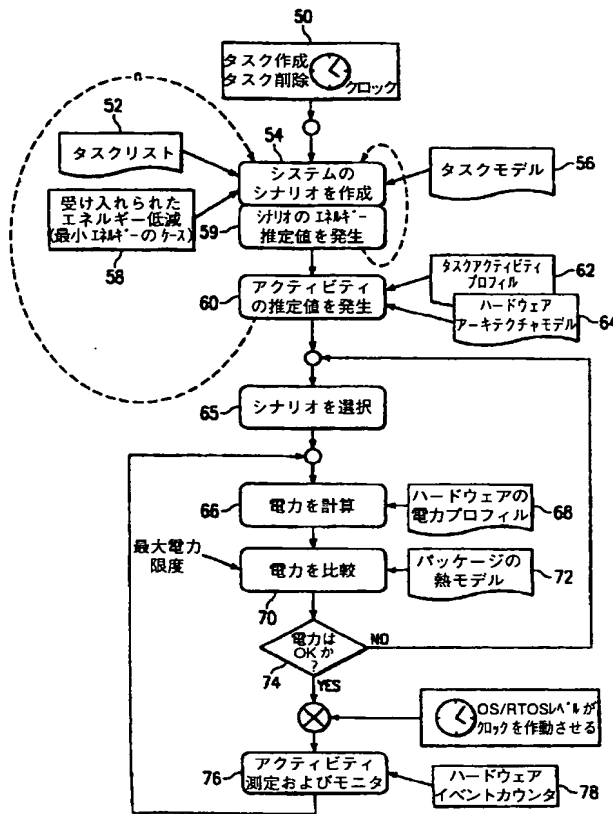 50
タスク作成
タスク削除
クロック
52
タスクリスト
54
システムの
シナリオを作成
タスクモデル
56
受け入れられた
エネルギー低減
(最小エネルギーのケース)
58
59
シナリオのエネルギー
推定値を発生
60
アクティビティ
の推定値を発生
タスクアクティビティ
プロフィル
62
ハードウェア
アーキテクチャモデル
64
65
シナリオを選択
66
電力を計算
ハードウェアの
電力プロフィル
68
最大電力
限度
電力を比較
70
パッケージの
熱モデル
72
電力は
OKか
?
74
NO
YES
OS/RTOSレベルが
クロックを作動させる
76
アクティビティ
測定およびモニタ
ハードウェア
イベントカウンタ
78